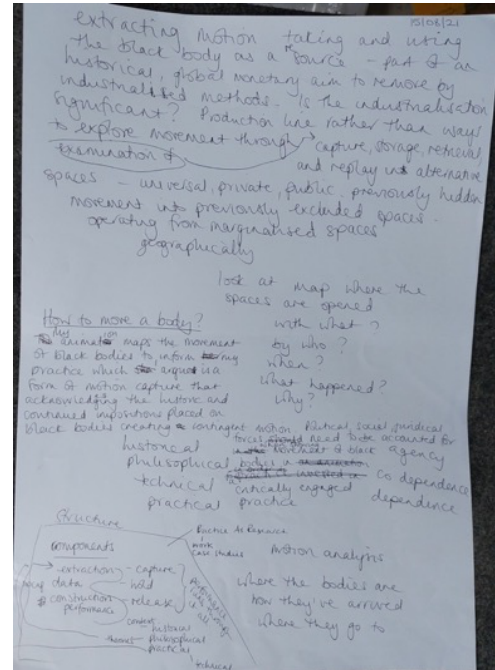 15/08/21
extracting motion taking and using
the black body as a source - part of an
historical, global monetary aim to remove by
industrialised methods. Is the industrialisation
significant? Production line rather than ways
to explore movement through → capture, storage, retrieval,
examination of
and replay into alternative
spaces - universal, private, public. previously hidden
movement into previously excluded spaces -
operating from marginalised spaces
geographically
look at map where the
spaces are opened
with what?
by who?
when?
what happened?
why?
How to move a body?
My animation maps the movement
of black bodies to inform my
practice which argues is a
form of motion capture that
acknowledging the historic and
continued impositions placed on
black bodies creating contingent motion. Political, social, juridical
forces need to be accounted for
movement of black agency
historical
philosophical bodies in
co dependence
technical critically engaged
dependence
practical practice
Structure
Practice As Research
work
case studies
components
extraction - capture
data - hold
construction - release
performance
context historical
theoret philosophical
practical
technical
motion analysis
where the bodies are
how they've arrived
where they go to